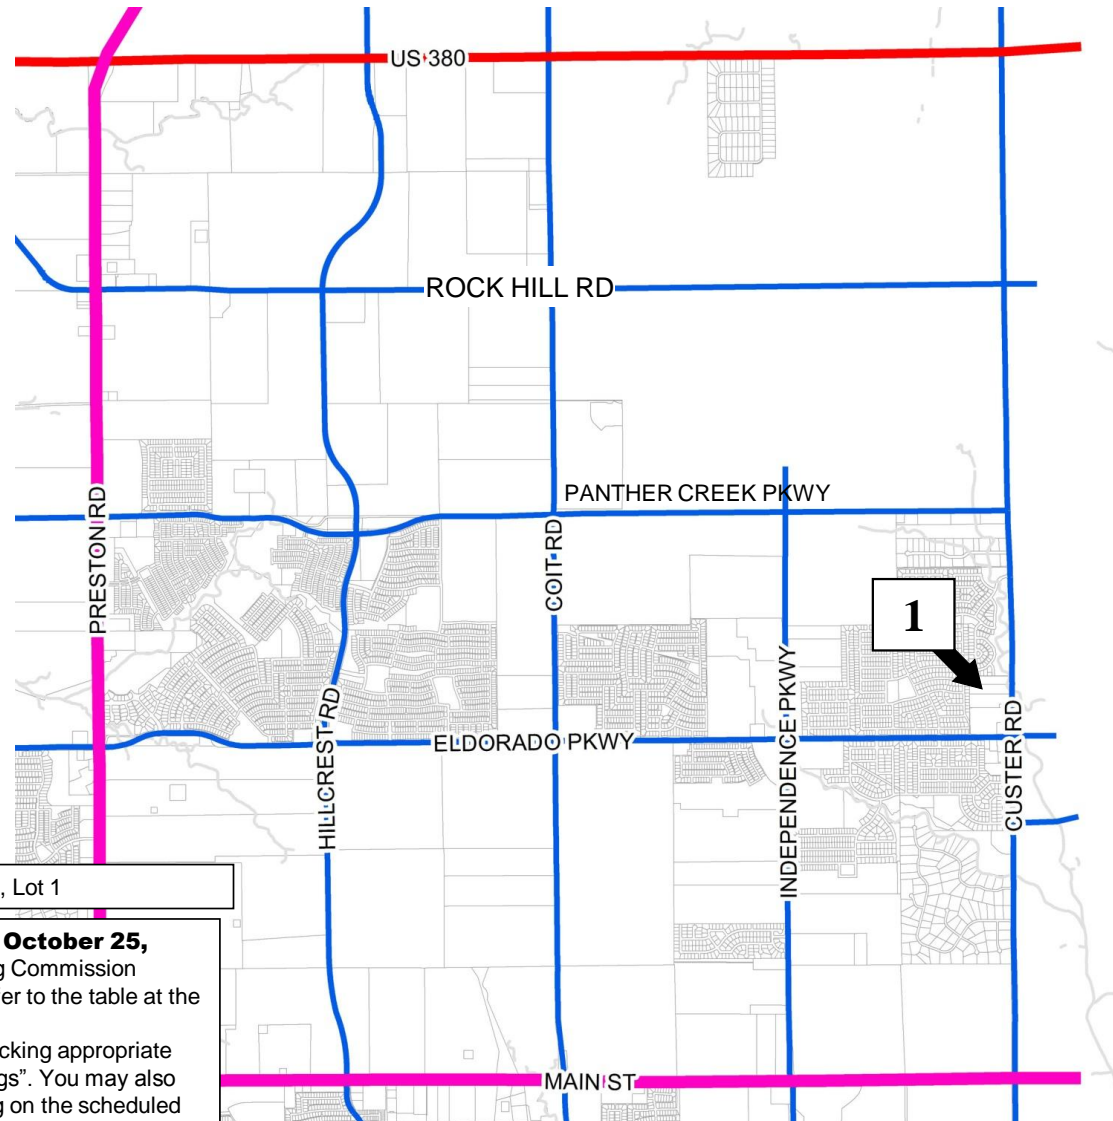 US 380
ROCK HILL RD
PANTHER CREEK PKWY
PRESTON RD
COIT RD
1
HILLCREST RD
ELDORADO PKWY
INDEPENDENCE PKWY
CUSTER RD
, Lot 1
October 25,
g Commission
er to the table at the
cking appropriate
gs”. You may also
g on the scheduled
MAIN ST